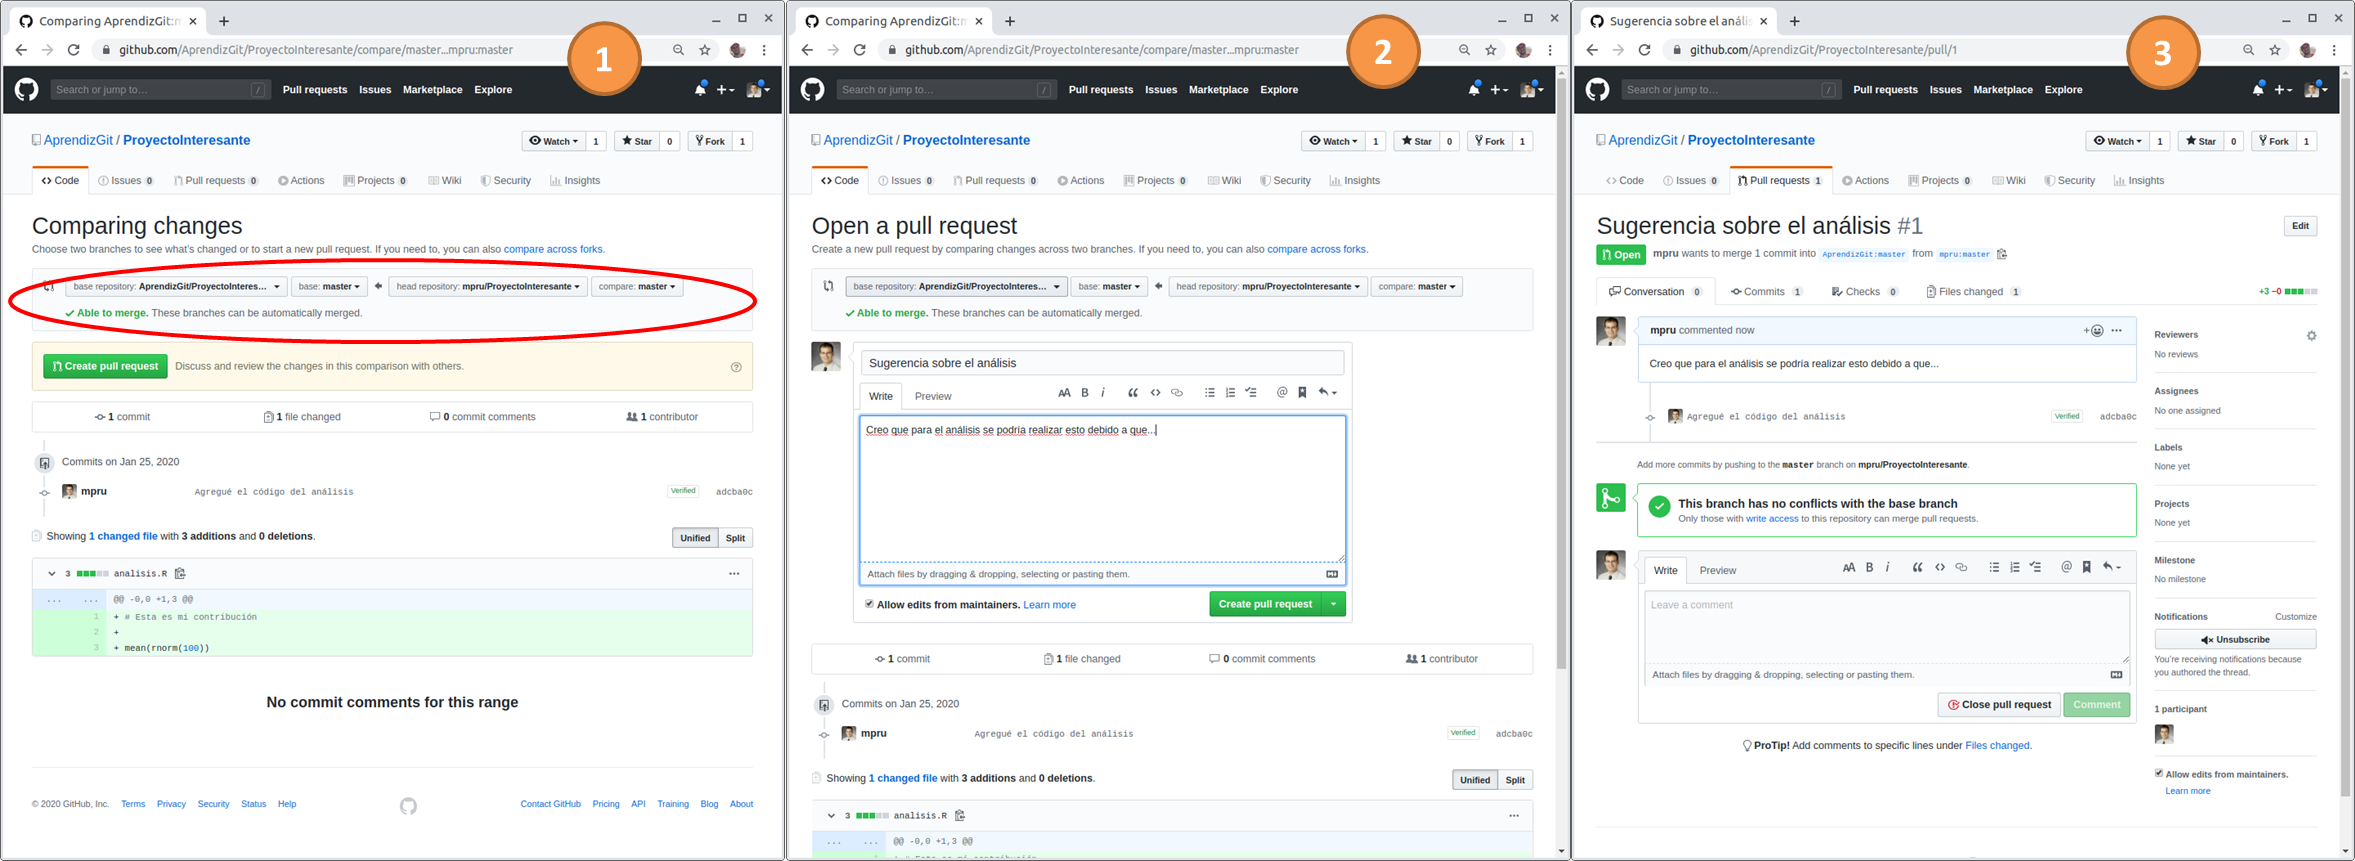 Comparing AprendizGit:m
1
github.com/AprendizGit/ProyectoInteresante/compare/master...mpru:master
Search or jump to… /
Pull requests Issues Marketplace Explore
AprendizGit / ProyectoInteresante
Watch 1 Star 0 Fork 1
Code Issues 0 Pull requests 0 Actions Projects 0 Wiki Security Insights
Comparing changes
Choose two branches to see what's changed or to start a new pull request. If you need to, you can also compare across forks.
base repository: AprendizGit/ProyectoInteres… base: master head repository: mpru/ProyectoInteresante compare: master
Able to merge. These branches can be automatically merged.
Create pull request Discuss and review the changes in this comparison with others.
1 commit 1 file changed 0 commit comments 1 contributor
Commits on Jan 25, 2020
mpru Agregué el código del análisis Verified adcba0c
Showing 1 changed file with 3 additions and 0 deletions.
Unified Split
3 analisis.R
... ... @@ -0,0 +1,3 @@
1 + # Esta es mi contribución
2 +
3 + mean(rnorm(100))
No commit comments for this range
© 2020 GitHub, Inc. Terms Privacy Security Status Help Contact GitHub Pricing API Training Blog About
Comparing AprendizGit:m
2
github.com/AprendizGit/ProyectoInteresante/compare/master...mpru:master
Search or jump to… /
Pull requests Issues Marketplace Explore
AprendizGit / ProyectoInteresante
Watch 1 Star 0 Fork 1
Code Issues 0 Pull requests 0 Actions Projects 0 Wiki Security Insights
Open a pull request
Create a new pull request by comparing changes across two branches. If you need to, you can also compare across forks.
base repository: AprendizGit/ProyectoInteres… base: master head repository: mpru/ProyectoInteresante compare: master
Able to merge. These branches can be automatically merged.
Sugerencia sobre el análisis
Write Preview AA B i
Creo que para el análisis se podría realizar esto debido a que...
Attach files by dragging & dropping, selecting or pasting them.
Allow edits from maintainers. Learn more
Create pull request
1 commit 1 file changed 0 commit comments 1 contributor
Commits on Jan 25, 2020
mpru Agregué el código del análisis Verified adcba0c
Showing 1 changed file with 3 additions and 0 deletions.
Unified Split
3 analisis.R
... ... @@ -0,0 +1,3 @@
Sugerencia sobre el anális
3
github.com/AprendizGit/ProyectoInteresante/pull/1
Search or jump to… /
Pull requests Issues Marketplace Explore
AprendizGit / ProyectoInteresante
Watch 1 Star 0 Fork 1
Code Issues 0 Pull requests 1 Actions Projects 0 Wiki Security Insights
Sugerencia sobre el análisis #1
Edit
Open mpru wants to merge 1 commit into AprendizGit:master from mpru:master
Conversation 0 Commits 1 Checks 0 Files changed 1
+3 −0
mpru commented now
Creo que para el análisis se podría realizar esto debido a que...
Agregué el código del análisis Verified adcba0c
Add more commits by pushing to the master branch on mpru/ProyectoInteresante.
This branch has no conflicts with the base branch
Only those with write access to this repository can merge pull requests.
Write Preview AA B i
Leave a comment
Attach files by dragging & dropping, selecting or pasting them.
Close pull request Comment
ProTip! Add comments to specific lines under Files changed.
Reviewers
No reviews
Assignees
No one assigned
Labels
None yet
Projects
None yet
Milestone
No milestone
Notifications Customize
Unsubscribe
You're receiving notifications because
you authored the thread.
1 participant
Allow edits from maintainers.
Learn more